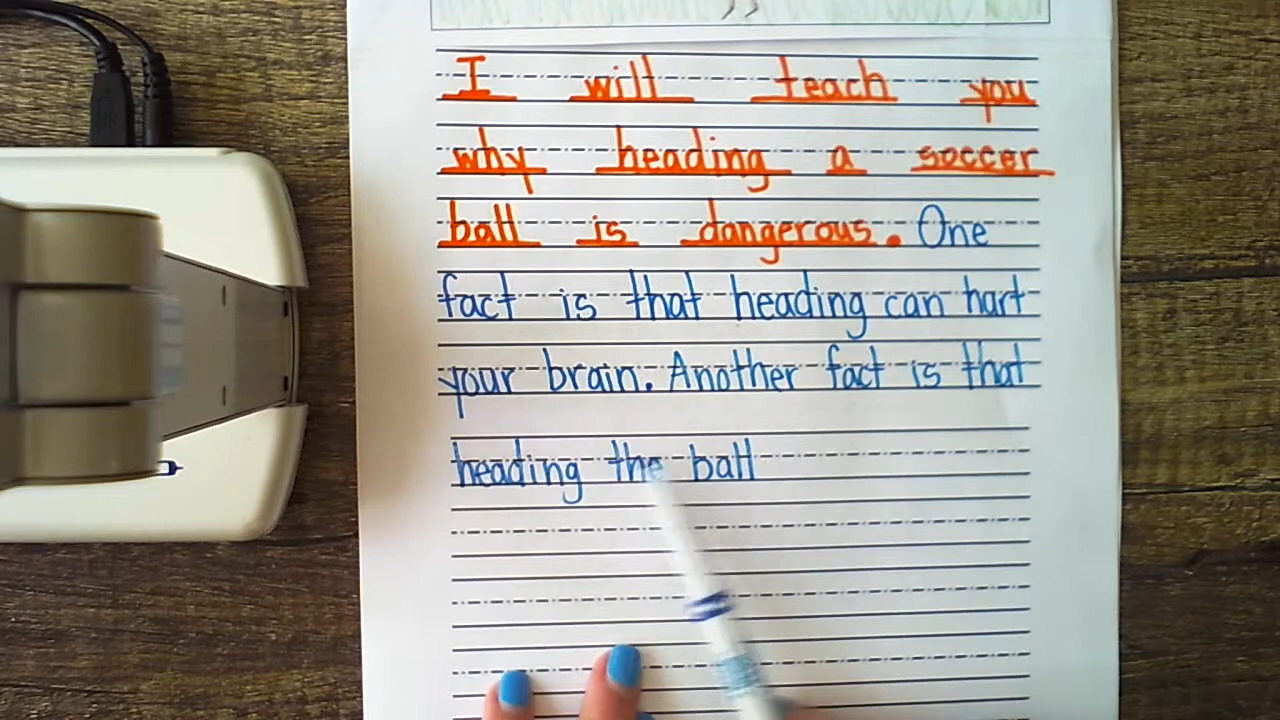 I will teach you
why heading a soccer
ball is dangerous. One
fact is that heading can hart
your brain. Another fact is that
heading the ball